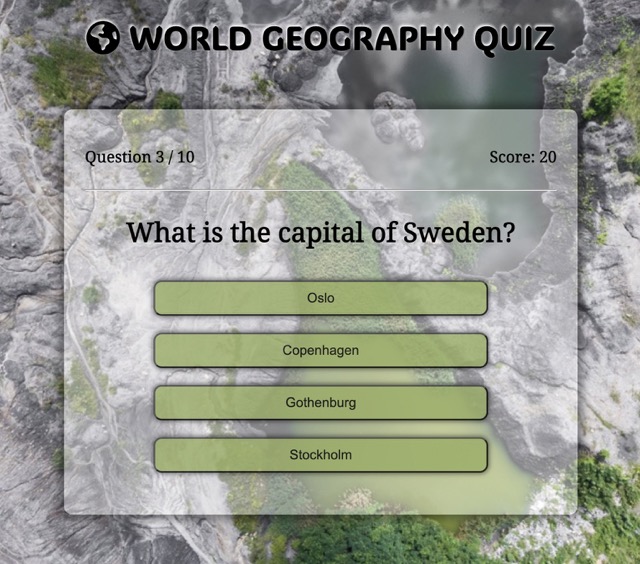 WORLD GEOGRAPHY QUIZ
Question 3 / 10
Score: 20
What is the capital of Sweden?
Oslo
Copenhagen
Gothenburg
Stockholm